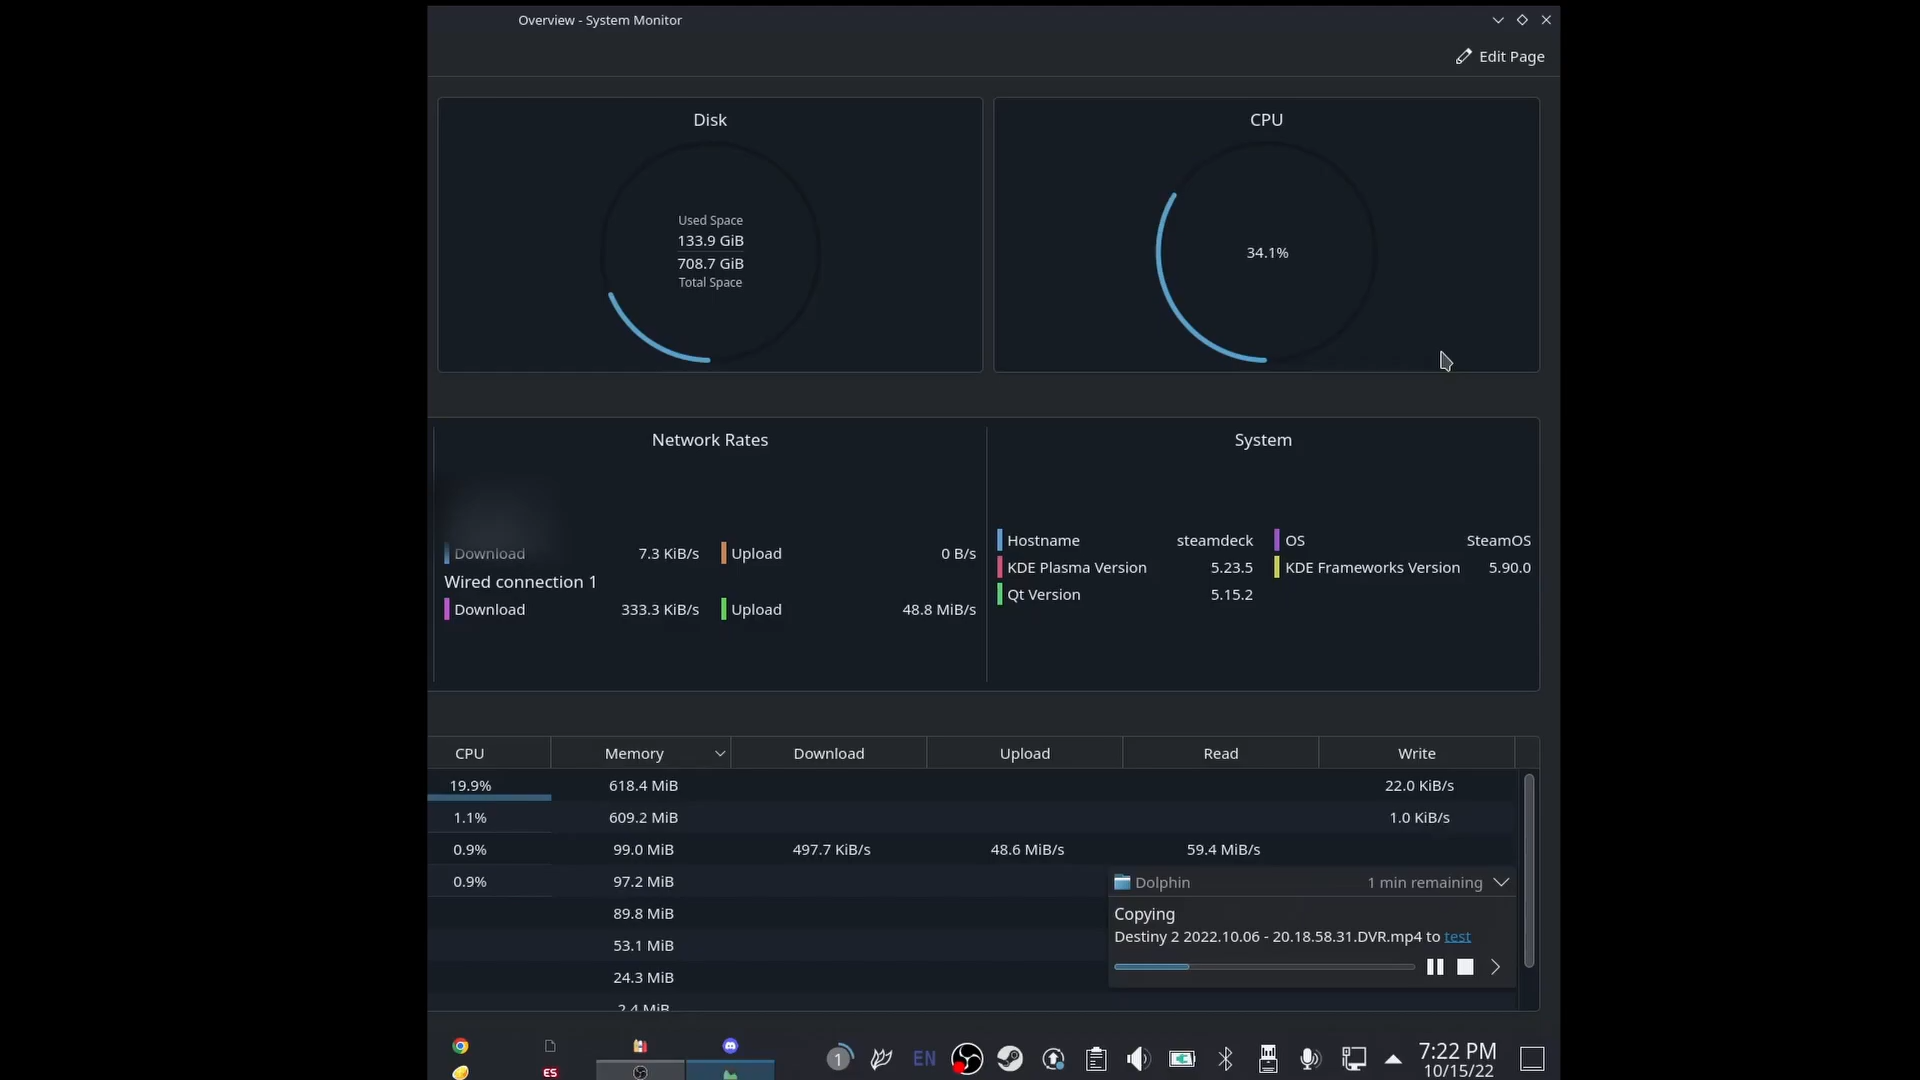 Overview - System Monitor
Edit Page
Disk
Used Space
133.9 GiB
708.7 GiB
Total Space
CPU
34.1%
Network Rates
Download 7.3 KiB/s Upload 0 B/s
Wired connection 1
Download 333.3 KiB/s Upload 48.8 MiB/s
System
Hostname steamdeck OS SteamOS
KDE Plasma Version 5.23.5 KDE Frameworks Version 5.90.0
Qt Version 5.15.2
CPU Memory Download Upload Read Write
19.9% 618.4 MiB 22.0 KiB/s
1.1% 609.2 MiB 1.0 KiB/s
0.9% 99.0 MiB 497.7 KiB/s 48.6 MiB/s 59.4 MiB/s
0.9% 97.2 MiB
89.8 MiB
53.1 MiB
24.3 MiB
2.4 MiB
Dolphin 1 min remaining
Copying
Destiny 2 2022.10.06 - 20.18.58.31.DVR.mp4 to test
ES
1
EN
7:22 PM
10/15/22